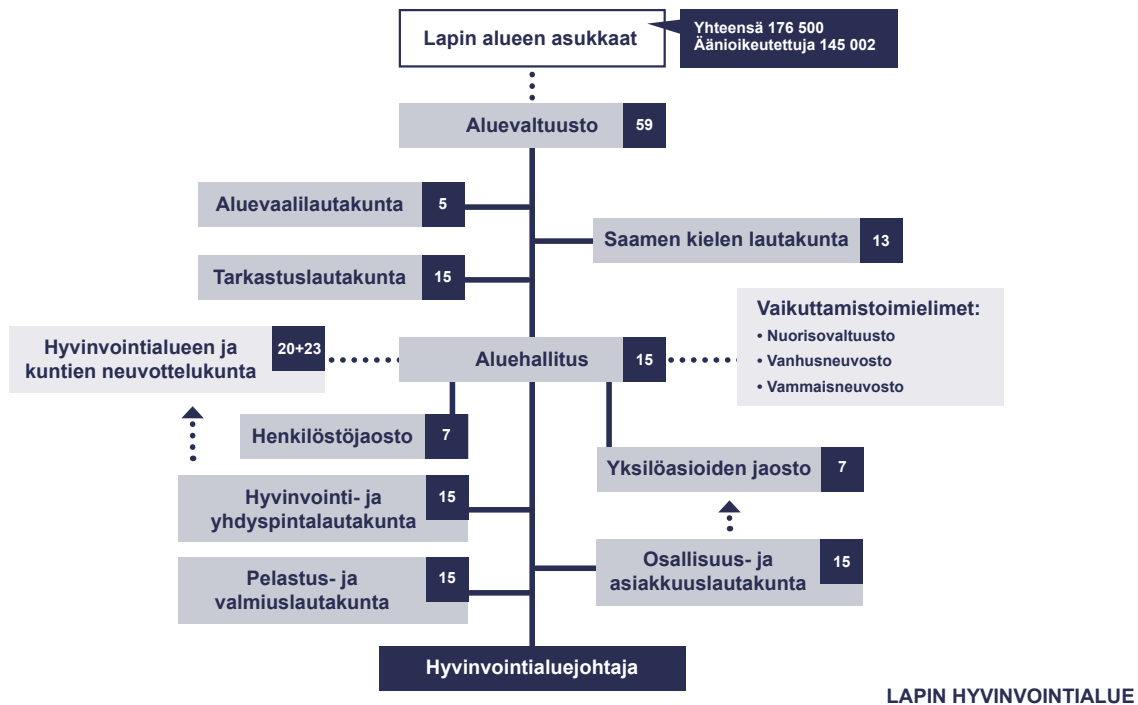 Lapin alueen asukkaat
Yhteensä 176 500
Äänioikeutettuja 145 002
Aluevaltuusto
59
Aluevaalilautakunta
5
Saamen kielen lautakunta
13
Tarkastuslautakunta
15
Hyvinvointialueen ja
kuntien neuvottelukunta
20+23
Aluehallitus
15
Vaikuttamistoimielimet:
• Nuorisovaltuusto
• Vanhusneuvosto
• Vammaisneuvosto
Henkilöstöjaosto
7
Yksilöasioiden jaosto
7
Hyvinvointi- ja
yhdyspintalautakunta
15
Osallisuus- ja
asiakkuuslautakunta
15
Pelastus- ja
valmiuslautakunta
15
Hyvinvointialuejohtaja
LAPIN HYVINVOINTIALUE